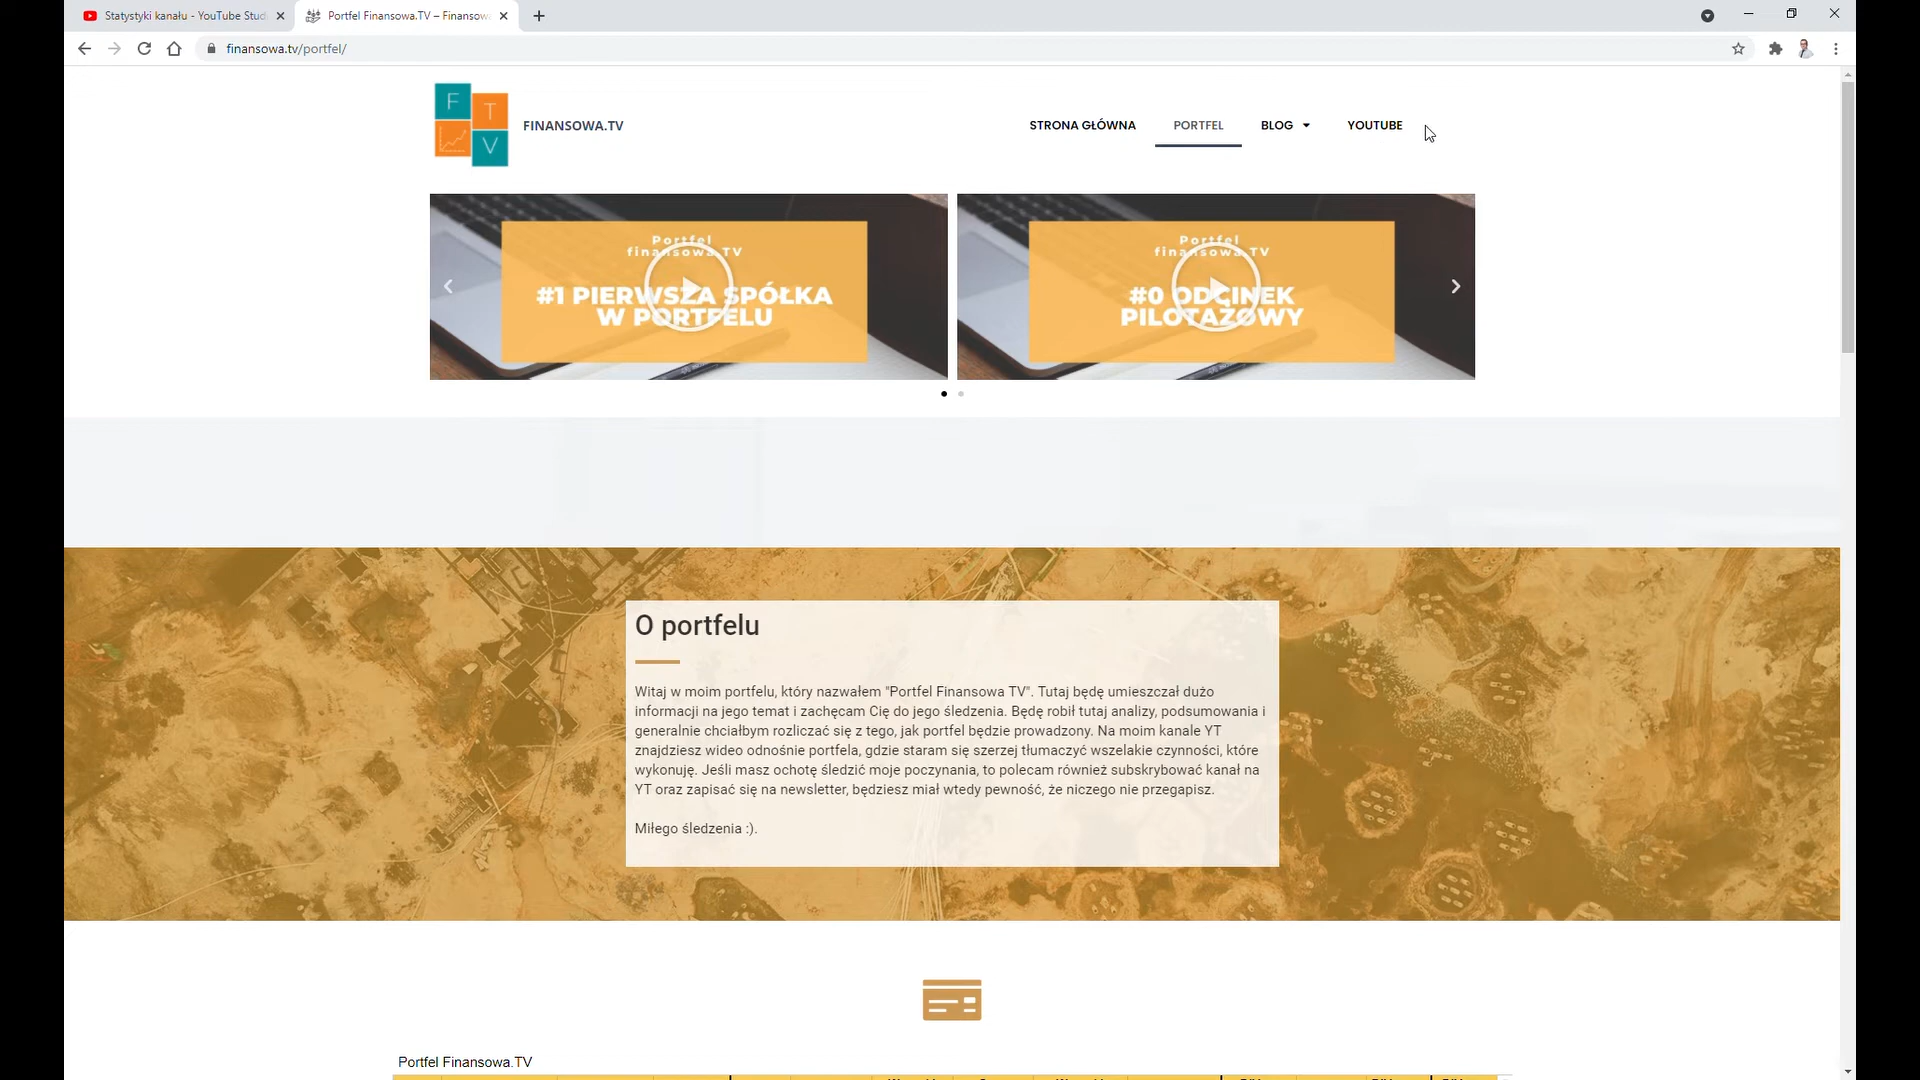 Statystyki kanału - YouTube Stud
Portfel Finansowa.TV – Finansowa
finansowa.tv/portfel/
F
T
V
FINANSOWA.TV
STRONA GŁÓWNA
PORTFEL
BLOG
YOUTUBE
Portfel
finansowa TV
#1 PIERWSZA SPÓŁKA
W PORTFELU
Portfel
finansowa TV
#0 ODCINEK
PILOTAŻOWY
O portfelu
Witaj w moim portfelu, który nazwałem "Portfel Finansowa TV". Tutaj będę umieszczał dużo
informacji na jego temat i zachęcam Cię do jego śledzenia. Będę robił tutaj analizy, podsumowania i
generalnie chciałbym rozliczać się z tego, jak portfel będzie prowadzony. Na moim kanale YT
znajdziesz wideo odnośnie portfela, gdzie staram się szerzej tłumaczyć wszelakie czynności, które
wykonuję. Jeśli masz ochotę śledzić moje poczynania, to polecam również subskrybować kanał na
YT oraz zapisać się na newsletter, będziesz miał wtedy pewność, że niczego nie przegapisz.
Miłego śledzenia :).
Portfel Finansowa.TV